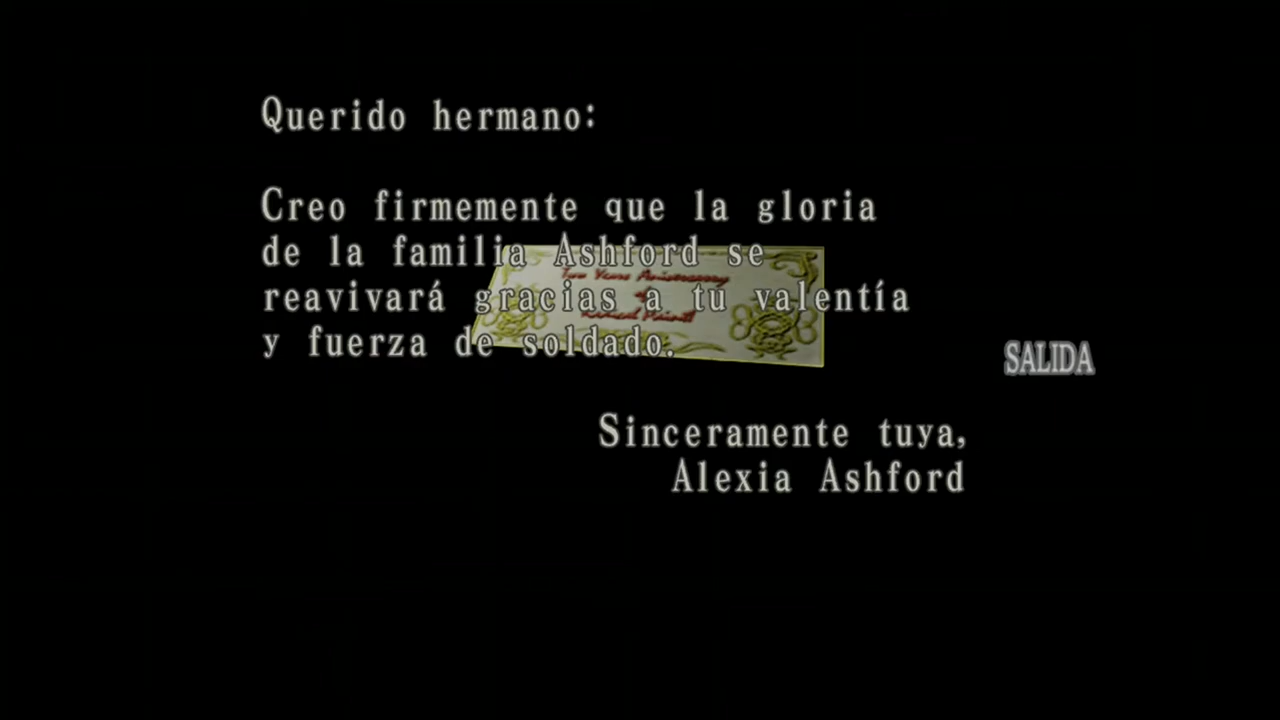 Querido hermano:
Creo firmemente que la gloria
de la familia Ashford se
reavivará gracias a tu valentía
y fuerza de soldado.
SALIDA
Sinceramente tuya,
Alexia Ashford